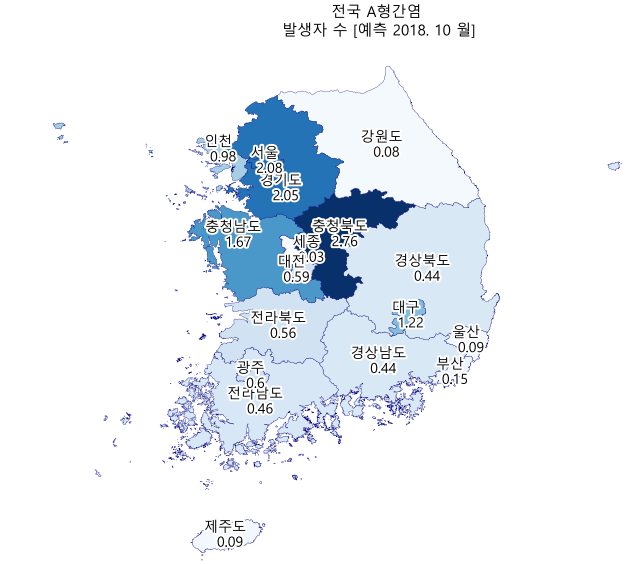 전국 A형간염
발생자 수 [예측 2018. 10 월]
강원도
0.08
인천
0.98
서울
2.08
경기도
2.05
충청남도
1.67
충청북도
2.76
세종
.03
대전
0.59
경상북도
0.44
대구
1.22
울산
0.09
부산
0.15
전라북도
0.56
경상남도
0.44
광주
0.6
전라남도
0.46
제주도
0.09